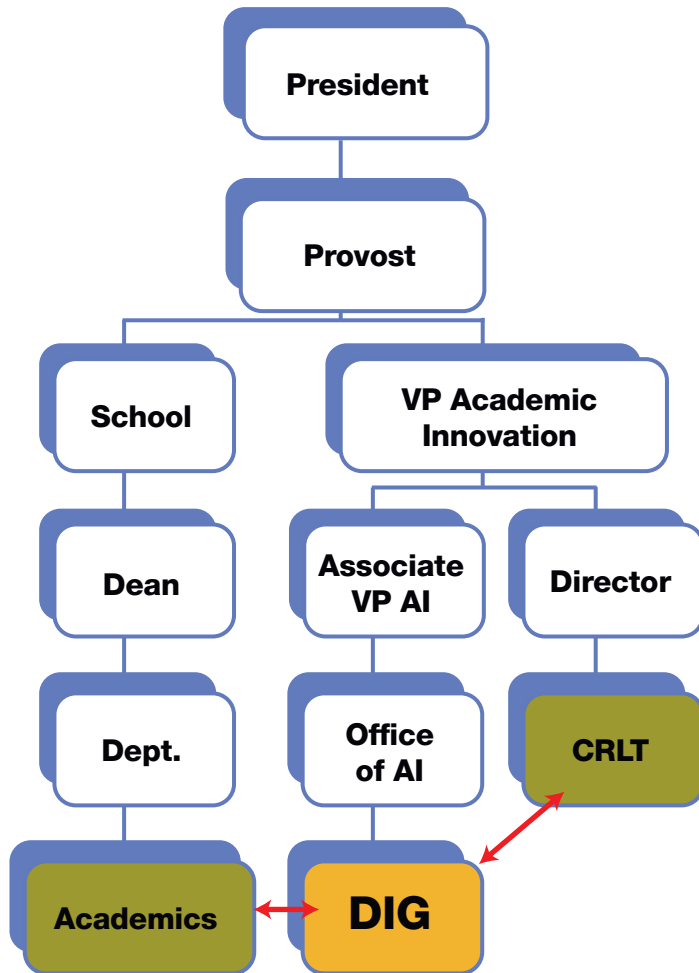 President
Provost
School
VP Academic
Innovation
Dean
Associate
VP AI
Director
Dept.
Office
of AI
CRLT
Academics
DIG